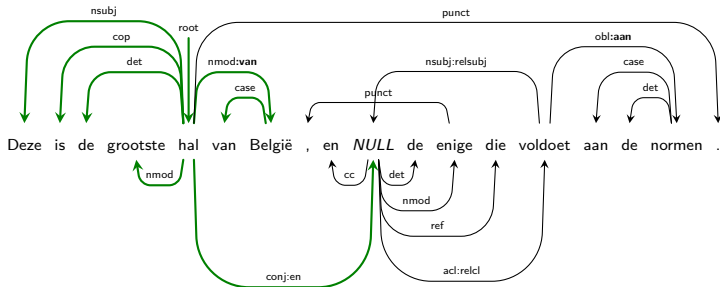 punct
nsubj
root
obl:aan
cop
det
nmod:van
nsubj:relsubj
case
case
punct
det
Deze is de grootste hal van België , en NULL de enige die voldoet aan de normen .
nmod
cc
det
nmod
ref
acl:relcl
conj:en